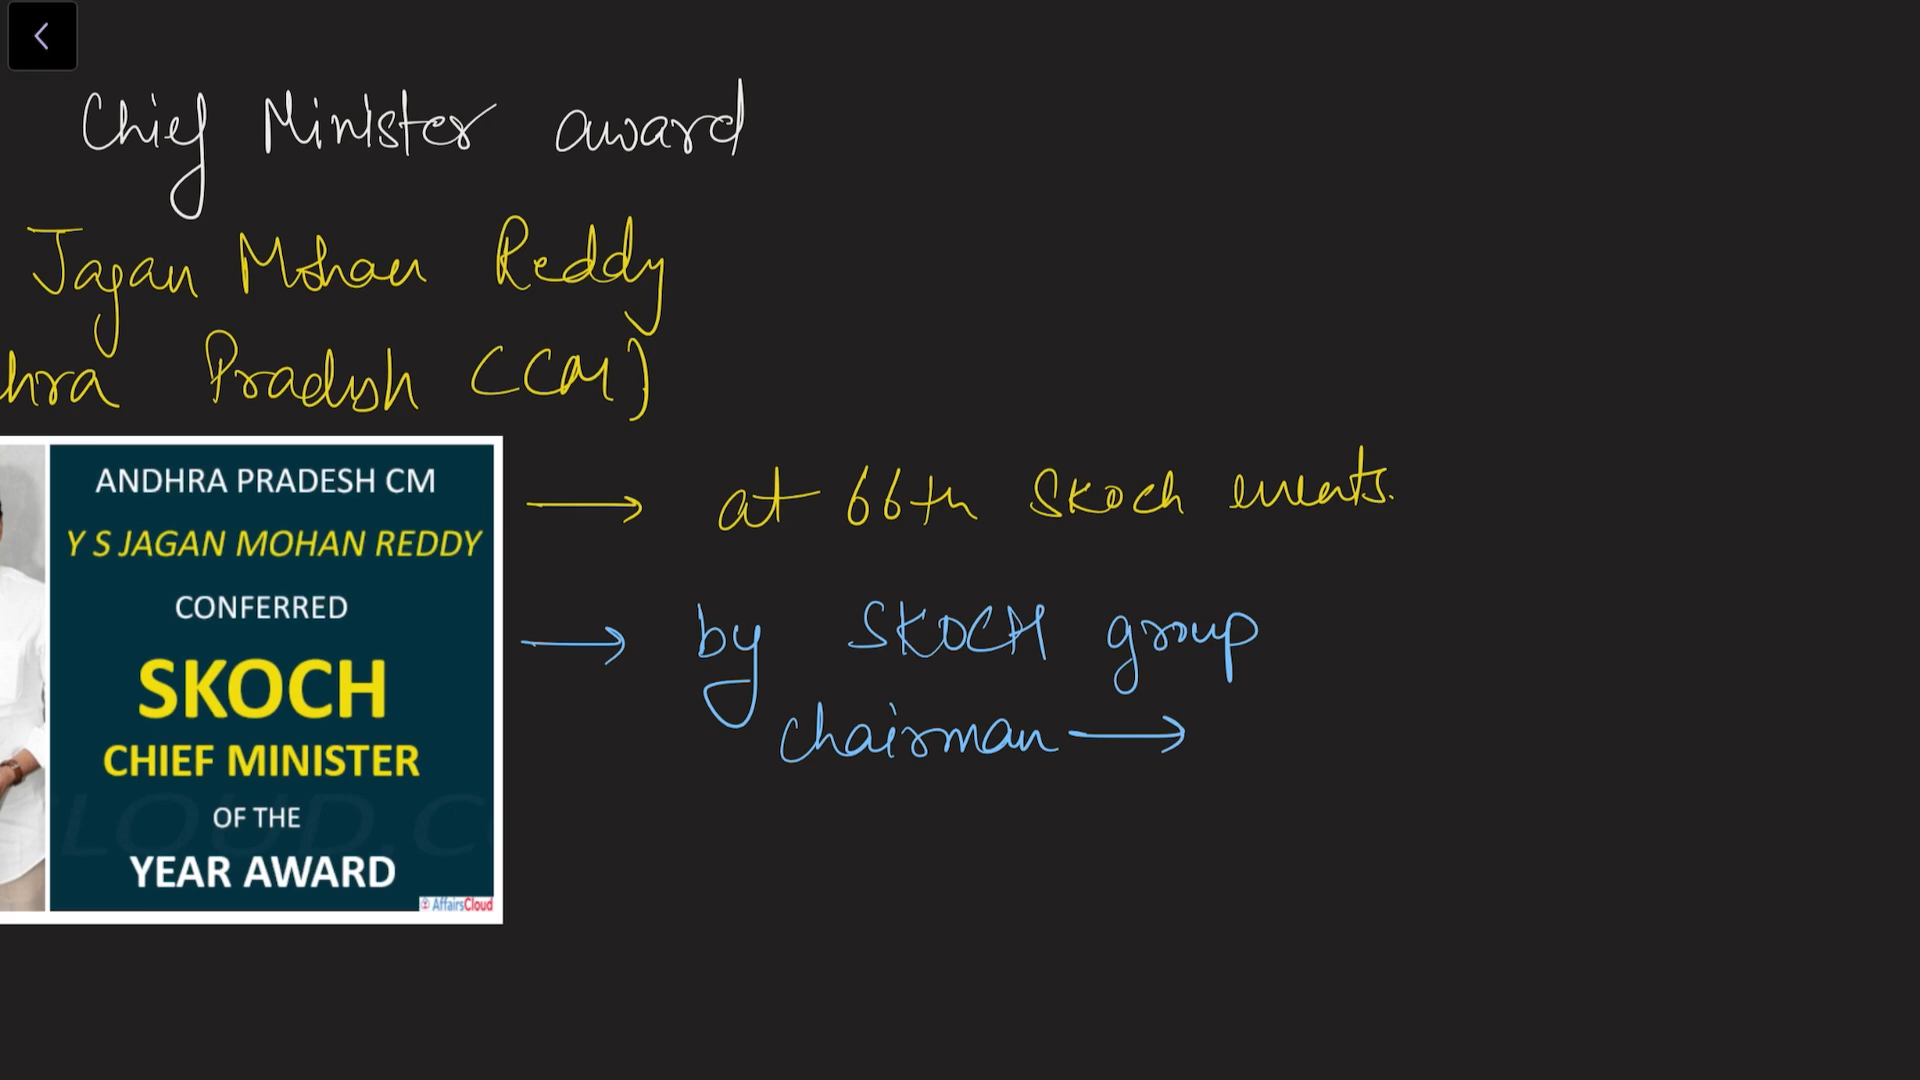 Chief Minister award
Jagan Mohan Reddy
hra Pradesh (CM)
ANDHRA PRADESH CM
Y S JAGAN MOHAN REDDY
CONFERRED
SKOCH
CHIEF MINISTER
OF THE
YEAR AWARD
AffairsCloud
→ at 66th Skoch events.
→ by SKOCH group
chairman →